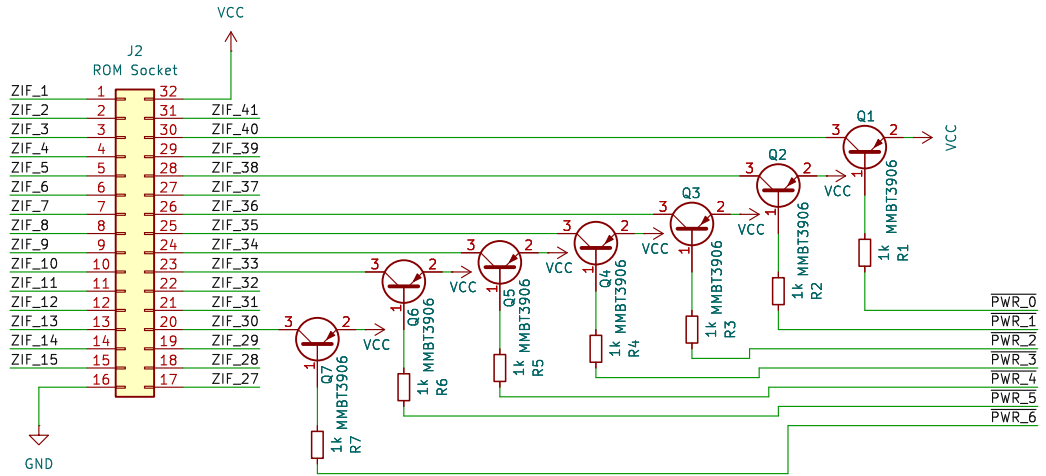 VCC
J2
ROM Socket
ZIF_1 1 32
ZIF_2 2 31 ZIF_41
ZIF_3 3 30 ZIF_40
ZIF_4 4 29 ZIF_39
ZIF_5 5 28 ZIF_38
ZIF_6 6 27 ZIF_37
ZIF_7 7 26 ZIF_36
ZIF_8 8 25 ZIF_35
ZIF_9 9 24 ZIF_34
ZIF_10 10 23 ZIF_33
ZIF_11 11 22 ZIF_32
ZIF_12 12 21 ZIF_31
ZIF_13 13 20 ZIF_30
ZIF_14 14 19 ZIF_29
ZIF_15 15 18 ZIF_28
16 17 ZIF_27
GND
Q1
3 2
1
VCC
MMBT3906
1k
R1
Q2
3 2
1
VCC
MMBT3906
1k
R2
Q3
3 2
1
VCC
MMBT3906
1k
R3
Q4
3 2
1
VCC
MMBT3906
1k
R4
Q5
3 2
1
VCC
MMBT3906
1k
R5
Q6
3 2
1
VCC
MMBT3906
1k
R6
Q7
3 2
1
VCC
MMBT3906
1k
R7
PWR_0
PWR_1
PWR_2
PWR_3
PWR_4
PWR_5
PWR_6